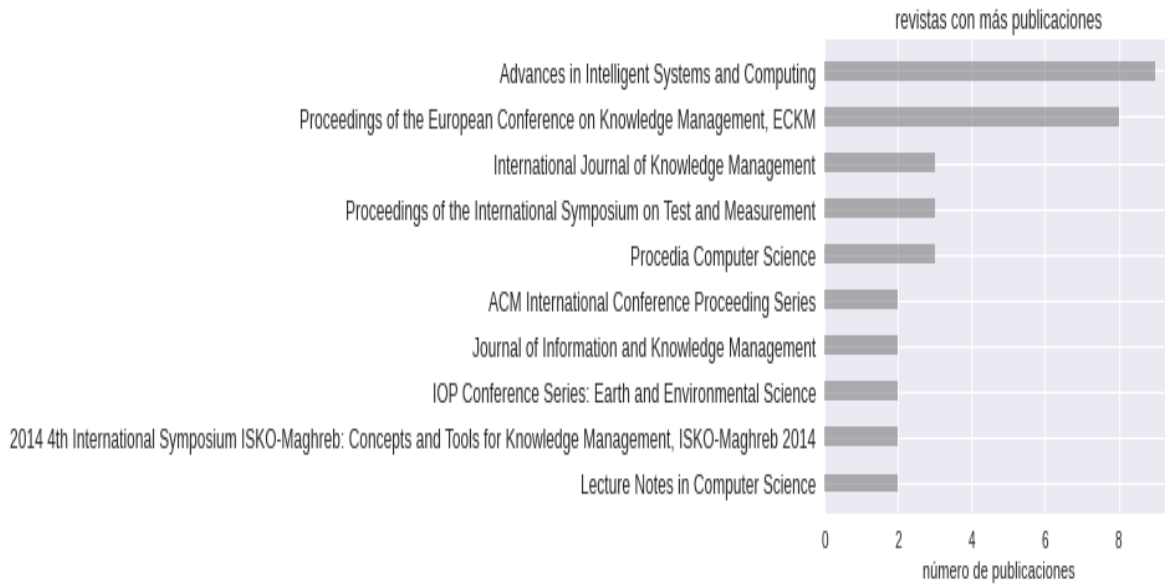 revistas con más publicaciones
Advances in Intelligent Systems and Computing
Proceedings of the European Conference on Knowledge Management, ECKM
International Journal of Knowledge Management
Proceedings of the International Symposium on Test and Measurement
Procedia Computer Science
ACM International Conference Proceeding Series
Journal of Information and Knowledge Management
IOP Conference Series: Earth and Environmental Science
2014 4th International Symposium ISKO-Maghreb: Concepts and Tools for Knowledge Management, ISKO-Maghreb 2014
Lecture Notes in Computer Science
0 2 4 6 8
número de publicaciones